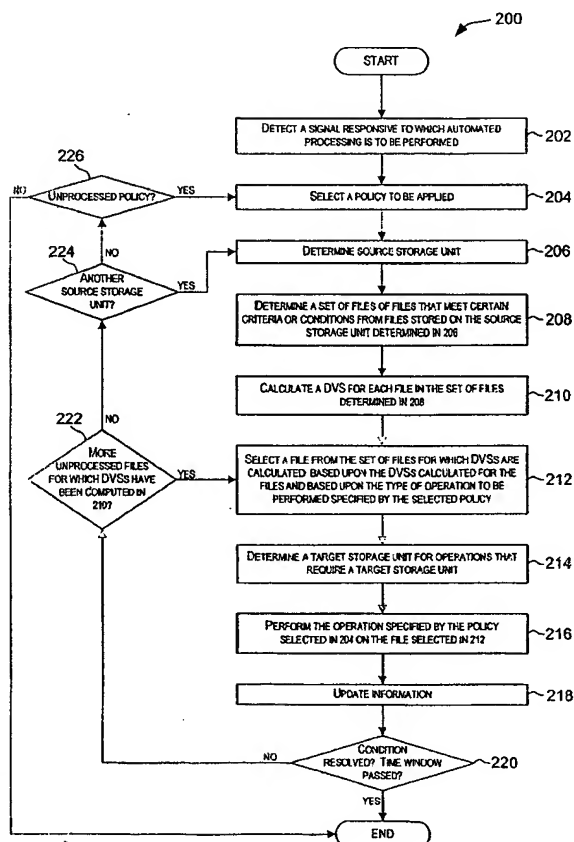 200
START
DETECT A SIGNAL RESPONSIVE TO WHICH AUTOMATED
PROCESSING IS TO BE PERFORMED
202
226
NO
UNPROCESSED POLICY?
YES
SELECT A POLICY TO BE APPLIED
204
224
NO
DETERMINE SOURCE STORAGE UNIT
206
ANOTHER
SOURCE STORAGE
UNIT?
YES
DETERMINE A SET OF FILES OF FILES THAT MEET CERTAIN
CRITERIA OR CONDITIONS FROM FILES STORED ON THE SOURCE
STORAGE UNIT DETERMINED IN 206
208
CALCULATE A DVS FOR EACH FILE IN THE SET OF FILES
DETERMINED IN 208
210
222
NO
MORE
UNPROCESSED FILES
FOR WHICH DVSS HAVE
BEEN COMPUTED IN
210?
YES
SELECT A FILE FROM THE SET OF FILES FOR WHICH DVSS ARE
CALCULATED BASED UPON THE DVSS CALCULATED FOR THE
FILES AND BASED UPON THE TYPE OF OPERATION TO BE
PERFORMED SPECIFIED BY THE SELECTED POLICY
212
DETERMINE A TARGET STORAGE UNIT FOR OPERATIONS THAT
REQUIRE A TARGET STORAGE UNIT
214
PERFORM THE OPERATION SPECIFIED BY THE POLICY
SELECTED IN 204 ON THE FILE SELECTED IN 212
216
UPDATE INFORMATION
218
NO
CONDITION
RESOLVED? TIME WINDOW
PASSED?
220
YES
END